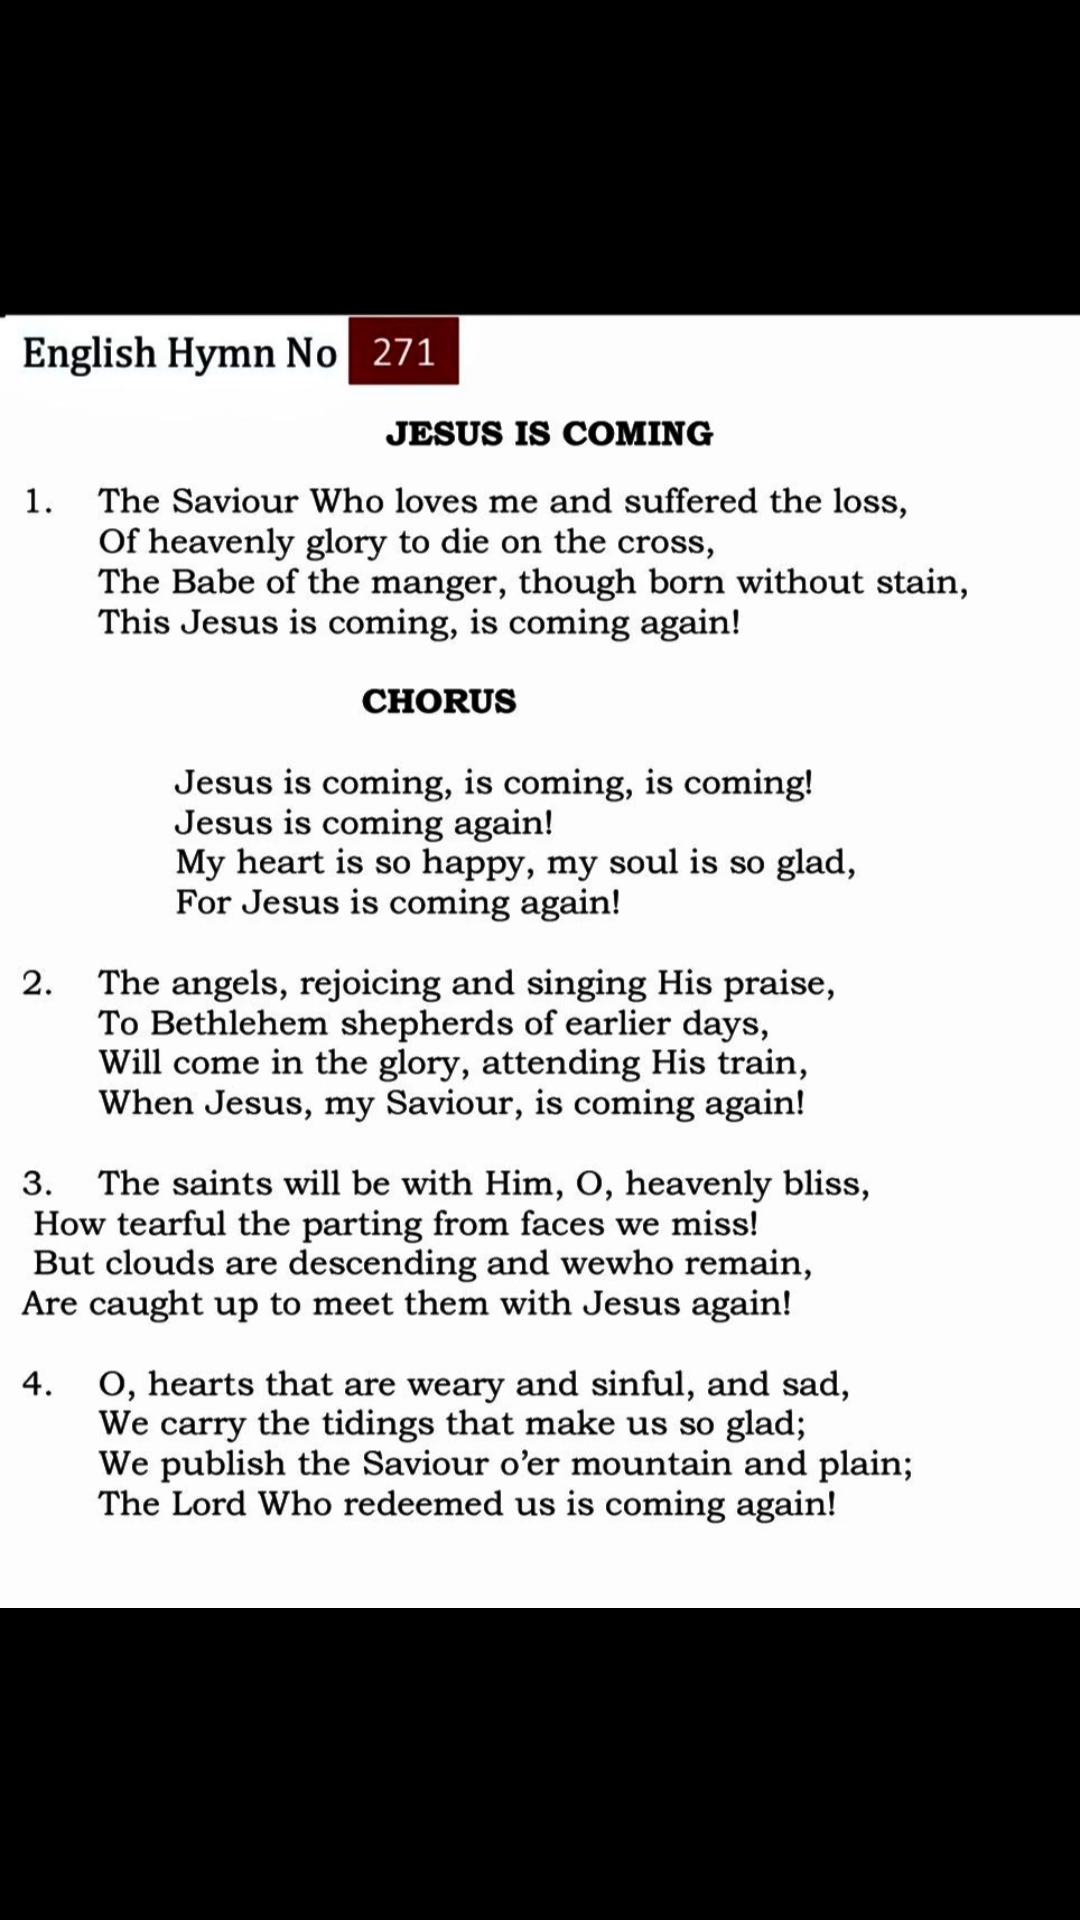 English Hymn No 271
JESUS IS COMING
1. The Saviour Who loves me and suffered the loss,
Of heavenly glory to die on the cross,
The Babe of the manger, though born without stain,
This Jesus is coming, is coming again!
CHORUS
Jesus is coming, is coming, is coming!
Jesus is coming again!
My heart is so happy, my soul is so glad,
For Jesus is coming again!
2. The angels, rejoicing and singing His praise,
To Bethlehem shepherds of earlier days,
Will come in the glory, attending His train,
When Jesus, my Saviour, is coming again!
3. The saints will be with Him, O, heavenly bliss,
How tearful the parting from faces we miss!
But clouds are descending and wewho remain,
Are caught up to meet them with Jesus again!
4. O, hearts that are weary and sinful, and sad,
We carry the tidings that make us so glad;
We publish the Saviour o’er mountain and plain;
The Lord Who redeemed us is coming again!